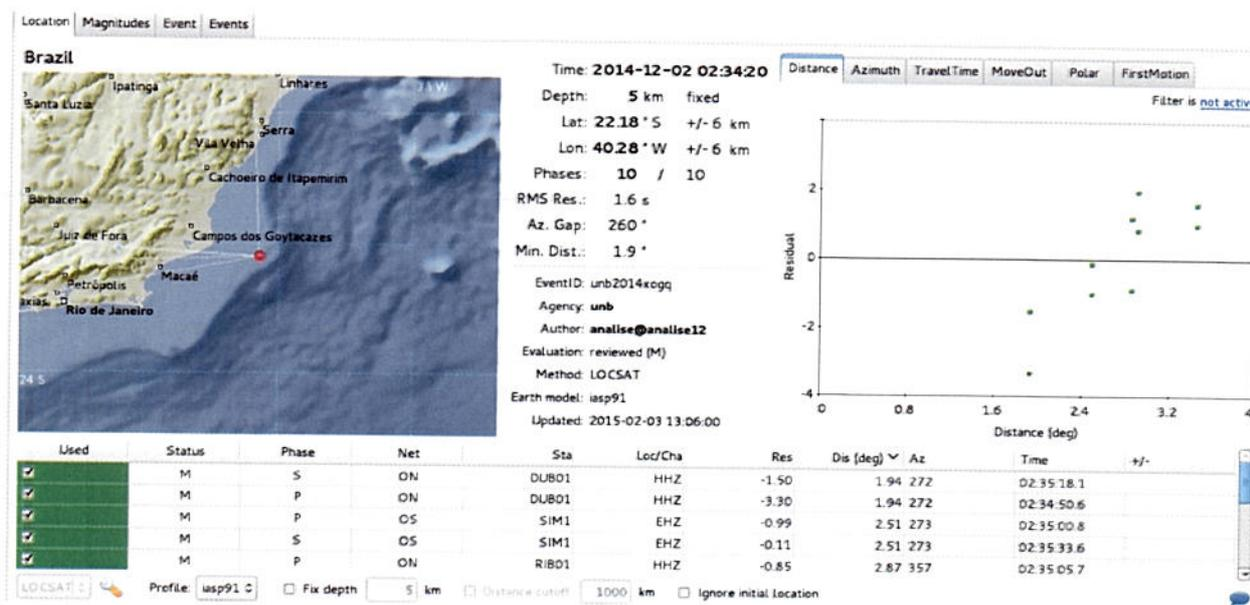 Location Magnitudes Event Events
Brazil
Ipatinga
Linhares
Santa Luzia
Serra
Vila Velha
Cachoeiro de Itapemirim
Barbacena
Juiz de Fora
Campos dos Goytacazes
Macaé
Petrópolis
axias
Rio de Janeiro
24 S
Time: 2014-12-02 02:34:20
Depth: 5 km fixed
Lat: 22.18 ° S +/- 6 km
Lon: 40.28 ° W +/- 6 km
Phases: 10 / 10
RMS Res.: 1.6 s
Az. Gap: 260 °
Min. Dist.: 1.9 °
EventID: unb2014xogq
Agency: unb
Author: analise@analise12
Evaluation: reviewed (M)
Method: LOCSAT
Earth model: iasp91
Updated: 2015-02-03 13:06:00
Distance Azimuth TravelTime MoveOut Polar FirstMotion
Filter is not activ
Residual
2
0
-2
-4
0 0.8 1.6 2.4 3.2 4
Distance (deg)
Used Status Phase Net Sta Loc/Cha Res Dis (deg) Az Time +/-
M S ON DUB01 HHZ -1.50 1.94 272 02:35:18.1
M P ON DUB01 HHZ -3.30 1.94 272 02:34:50.6
M P OS SIM1 EHZ -0.99 2.51 273 02:35:00.8
M S OS SIM1 EHZ -0.11 2.51 273 02:35:33.6
M P ON RIB01 HHZ -0.85 2.87 357 02:35:05.7
LOCSAT Profile: iasp91 Fix depth 5 km Distance cutoff 1000 km Ignore initial location